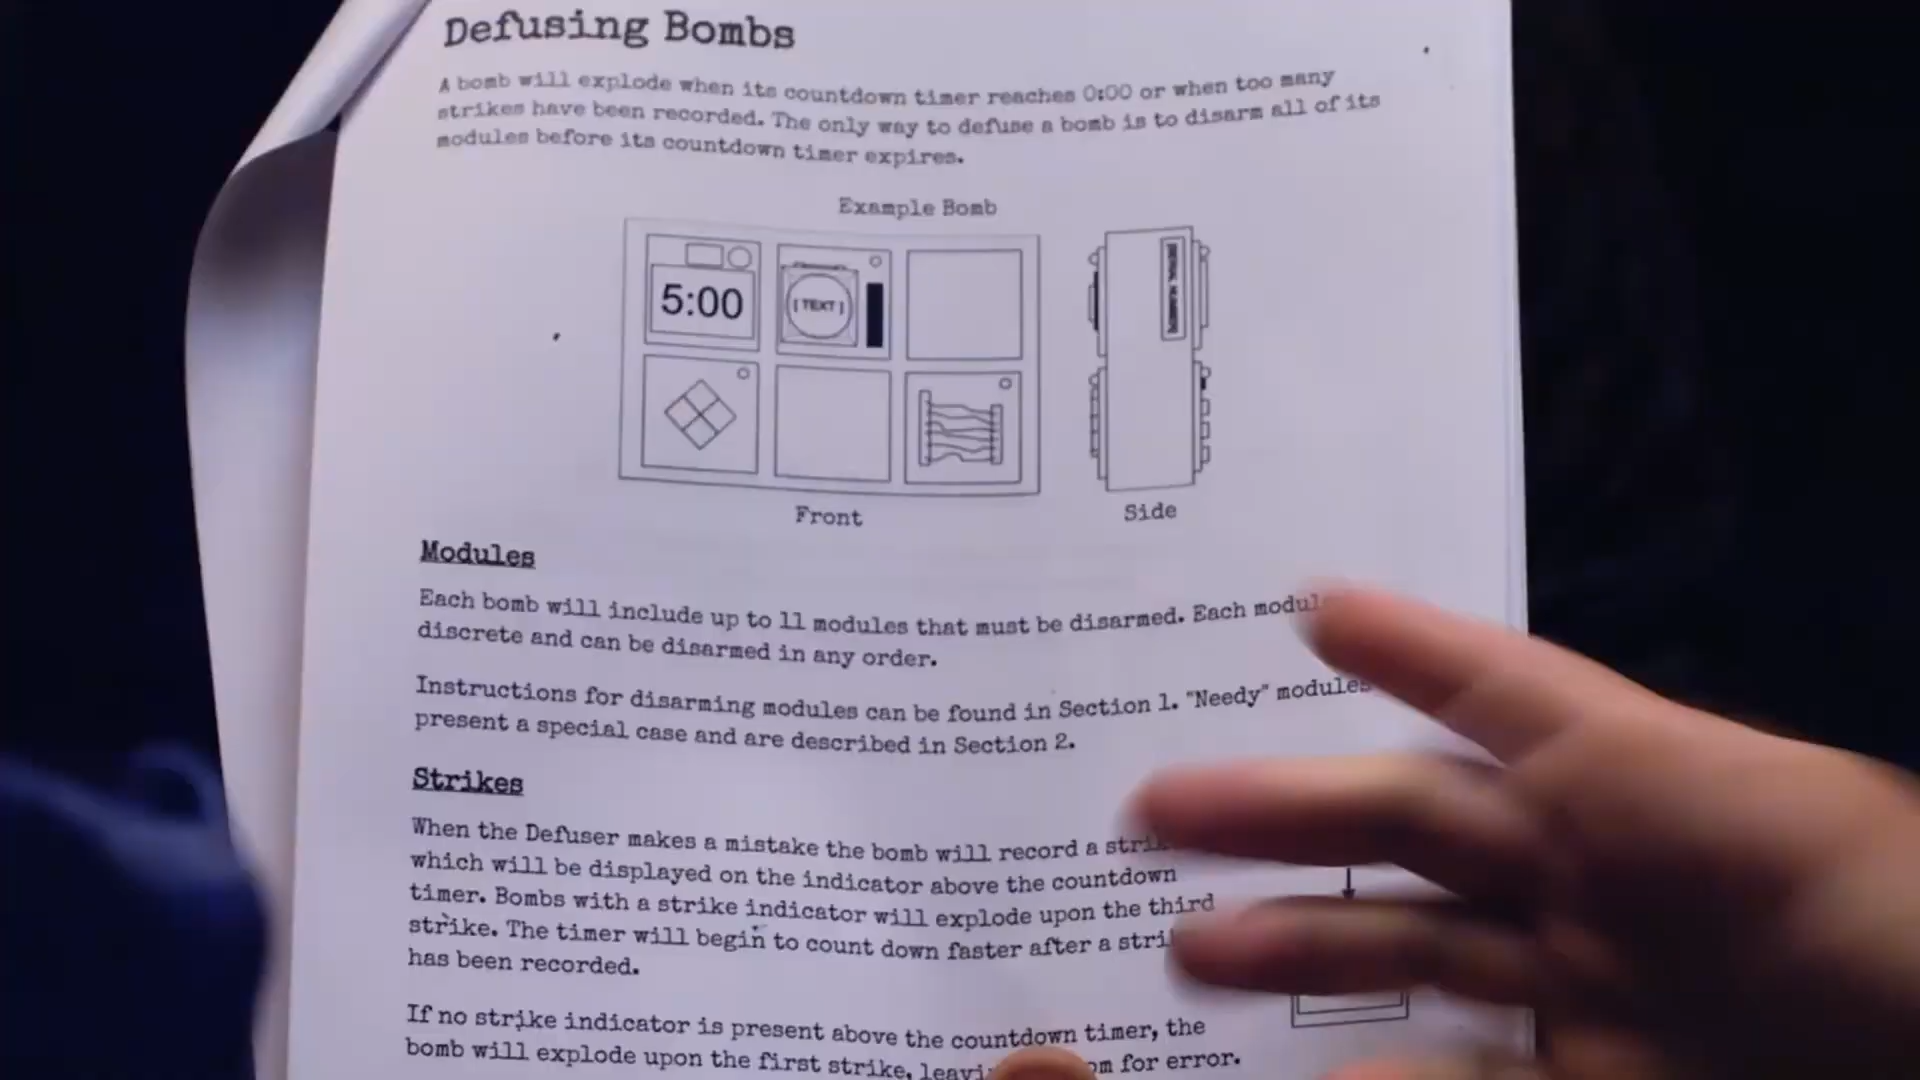 Defusing Bombs
A bomb will explode when its countdown timer reaches 0:00 or when too many
strikes have been recorded. The only way to defuse a bomb is to disarm all of its
modules before its countdown timer expires.
Example Bomb
5:00
[TEXT]
Front
Side
Modules
Each bomb will include up to 11 modules that must be disarmed. Each
discrete and can be disarmed in any order.
Instructions for disarming modules can be found in Section 1. "Needy" modules
present a special case and are described in Section 2.
Strikes
When the Defuser makes a mistake the bomb will record a
which will be displayed on the indicator above the countdown
timer. Bombs with a strike indicator will explode upon the third
strike. The timer will begin to count down faster after a
has been recorded.
If no strike indicator is present above the countdown timer, the
bomb will explode upon the first strike, for error.